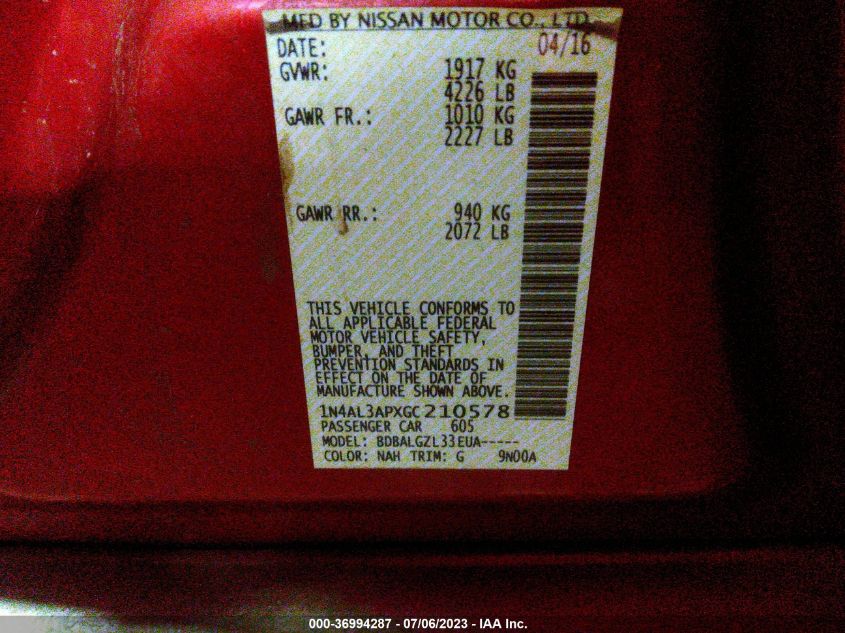 MFD BY NISSAN MOTOR CO., LTD.
DATE: 04/16
GVWR: 1917 KG
4226 LB
GAWR FR.: 1010 KG
2227 LB
GAWR RR.: 940 KG
2072 LB
THIS VEHICLE CONFORMS TO
ALL APPLICABLE FEDERAL
MOTOR VEHICLE SAFETY,
BUMPER, AND THEFT
PREVENTION STANDARDS IN
EFFECT ON THE DATE OF
MANUFACTURE SHOWN ABOVE.
1N4AL3APXGC210578
PASSENGER CAR 605
MODEL: BDBALGZL33EUA-----
COLOR: NAH TRIM: G 9N00A
000-36994287 - 07/06/2023 - IAA Inc.